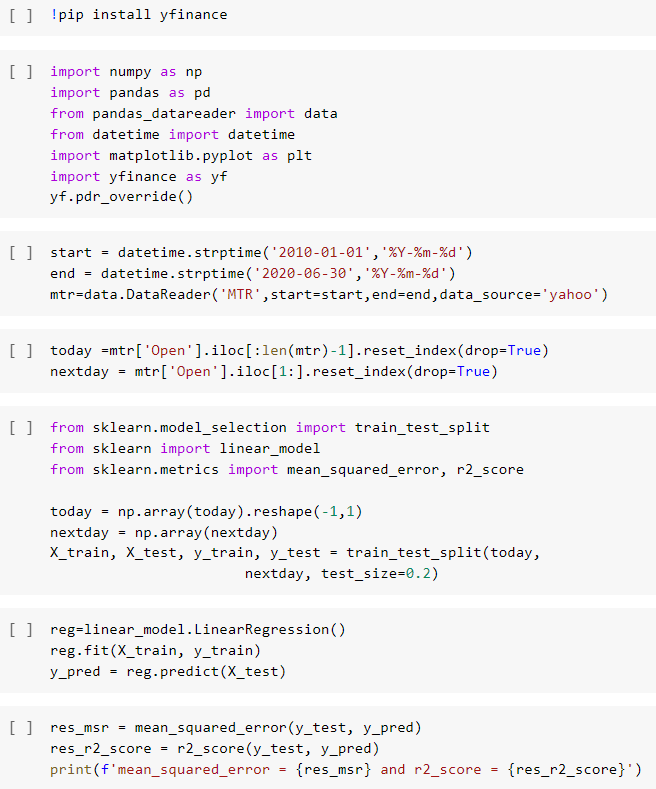 [ ] !pip install yfinance
[ ] import numpy as np
import pandas as pd
from pandas_datareader import data
from datetime import datetime
import matplotlib.pyplot as plt
import yfinance as yf
yf.pdr_override()
[ ] start = datetime.strptime('2010-01-01','%Y-%m-%d')
end = datetime.strptime('2020-06-30','%Y-%m-%d')
mtr=data.DataReader('MTR',start=start,end=end,data_source='yahoo')
[ ] today =mtr['Open'].iloc[:len(mtr)-1].reset_index(drop=True)
nextday = mtr['Open'].iloc[1:].reset_index(drop=True)
[ ] from sklearn.model_selection import train_test_split
from sklearn import linear_model
from sklearn.metrics import mean_squared_error, r2_score
today = np.array(today).reshape(-1,1)
nextday = np.array(nextday)
X_train, X_test, y_train, y_test = train_test_split(today,
nextday, test_size=0.2)
[ ] reg=linear_model.LinearRegression()
reg.fit(X_train, y_train)
y_pred = reg.predict(X_test)
[ ] res_msr = mean_squared_error(y_test, y_pred)
res_r2_score = r2_score(y_test, y_pred)
print(f'mean_squared_error = {res_msr} and r2_score = {res_r2_score}')